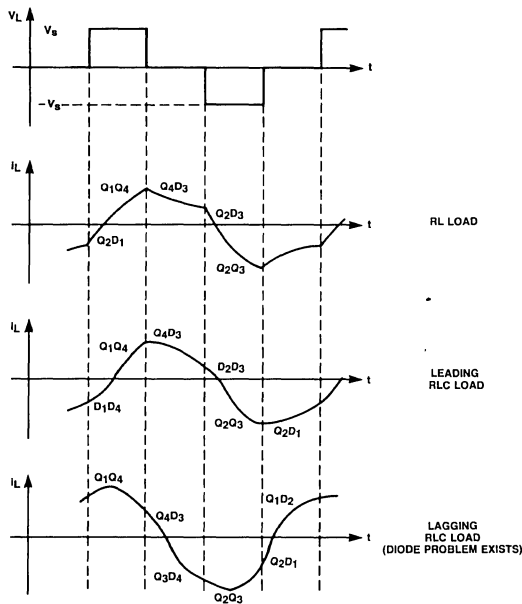 VL
Vs
t
-Vs
iL
Q1Q4
Q4D3
Q2D3
t
RL LOAD
Q2D1
Q2Q3
iL
Q4D3
Q1Q4
D2D3
t
LEADING
RLC LOAD
D1D4
Q2Q3
Q2D1
iL
Q1Q4
Q1D2
Q4D3
t
LAGGING
RLC LOAD
(DIODE PROBLEM EXISTS)
Q3D4
Q2D1
Q2Q3